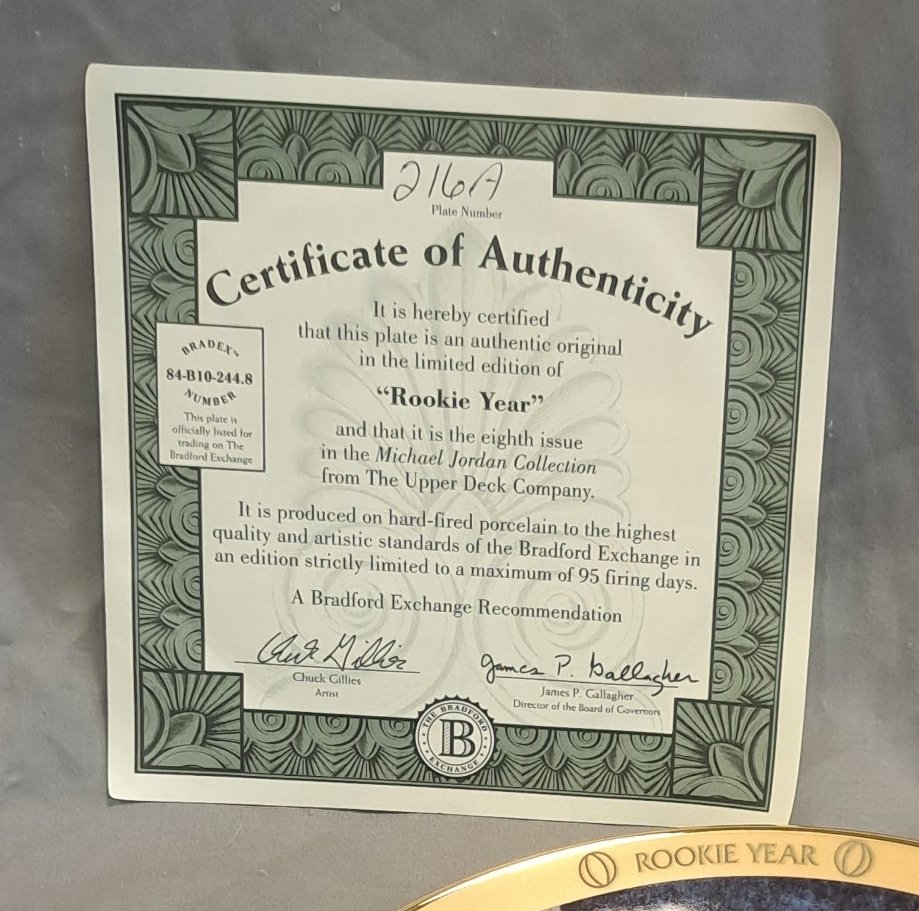 216A
Plate Number
Certificate of Authenticity
It is hereby certified
that this plate is an authentic original
in the limited edition of
"Rookie Year"
and that it is the eighth issue
in the Michael Jordan Collection
from The Upper Deck Company.
BRADEX™
84-B10-244.8
NUMBER
This plate is
officially listed for
trading on The
Bradford Exchange
It is produced on hard-fired porcelain to the highest
quality and artistic standards of the Bradford Exchange in
an edition strictly limited to a maximum of 95 firing days.
A Bradford Exchange Recommendation
Chuck Gillies
Chuck Gillies
Artist
James P. Gallagher
James P. Gallagher
Director of the Board of Governors
THE BRADFORD
B
EXCHANGE
ROOKIE YEAR